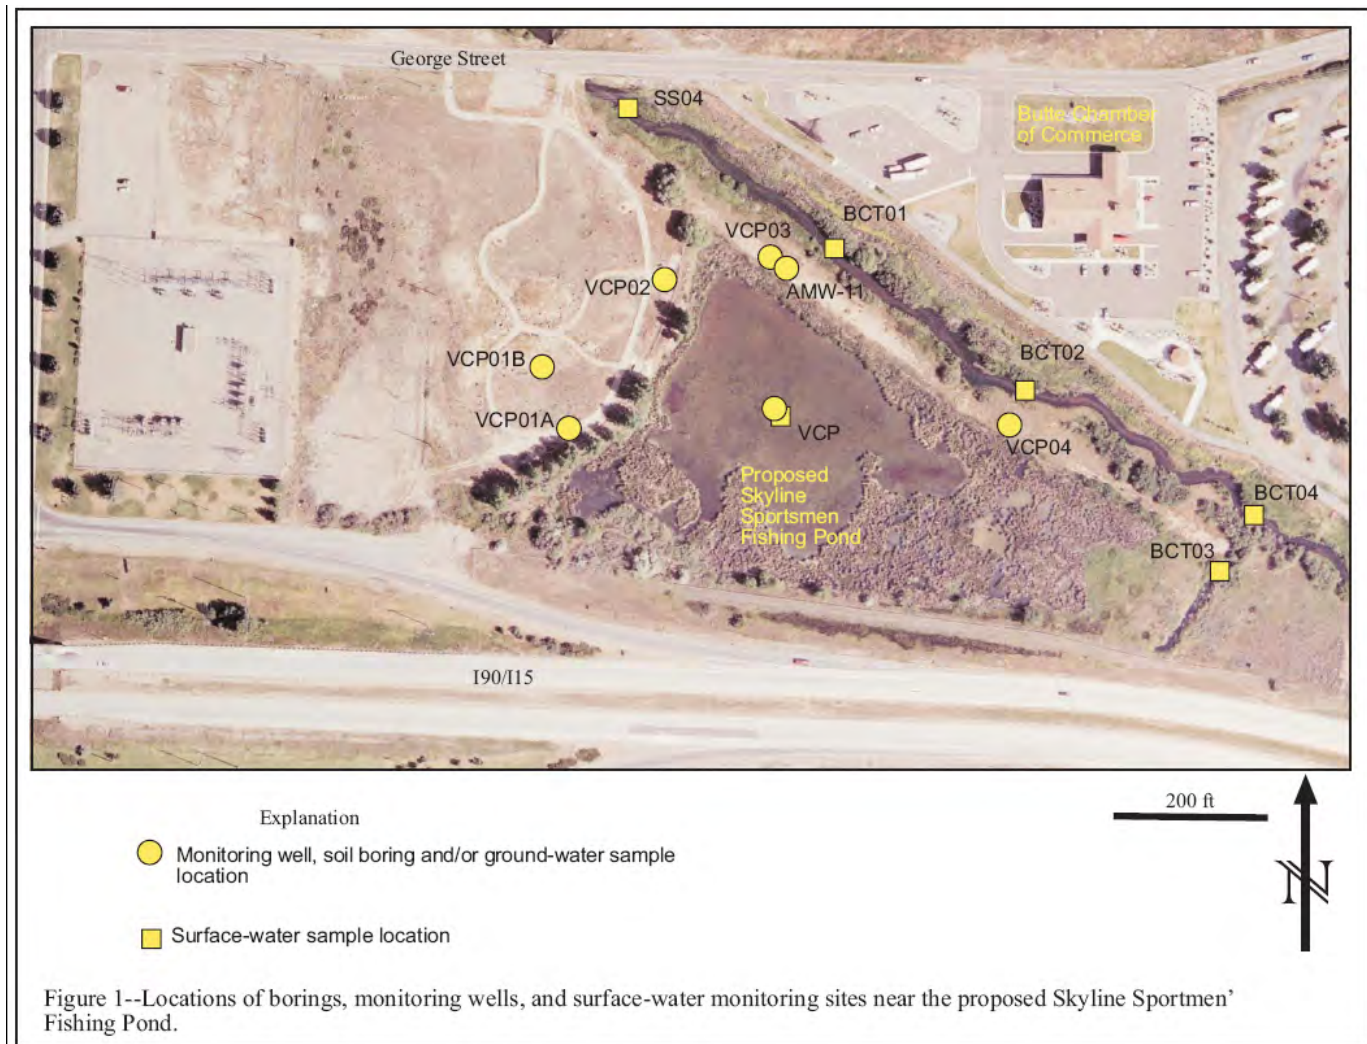 George Street
SS04
Butte Chamber
of Commerce
BCT01
VCP03
AMW-11
VCP02
BCT02
VCP01B
VCP01A
VCP
VCP04
Proposed
Skyline
Sportsmen
Fishing Pond
BCT04
BCT03
I90/I15
200 ft
Explanation
Monitoring well, soil boring and/or ground-water sample
location
Surface-water sample location
N
Figure 1--Locations of borings, monitoring wells, and surface-water monitoring sites near the proposed Skyline Sportmen’
Fishing Pond.